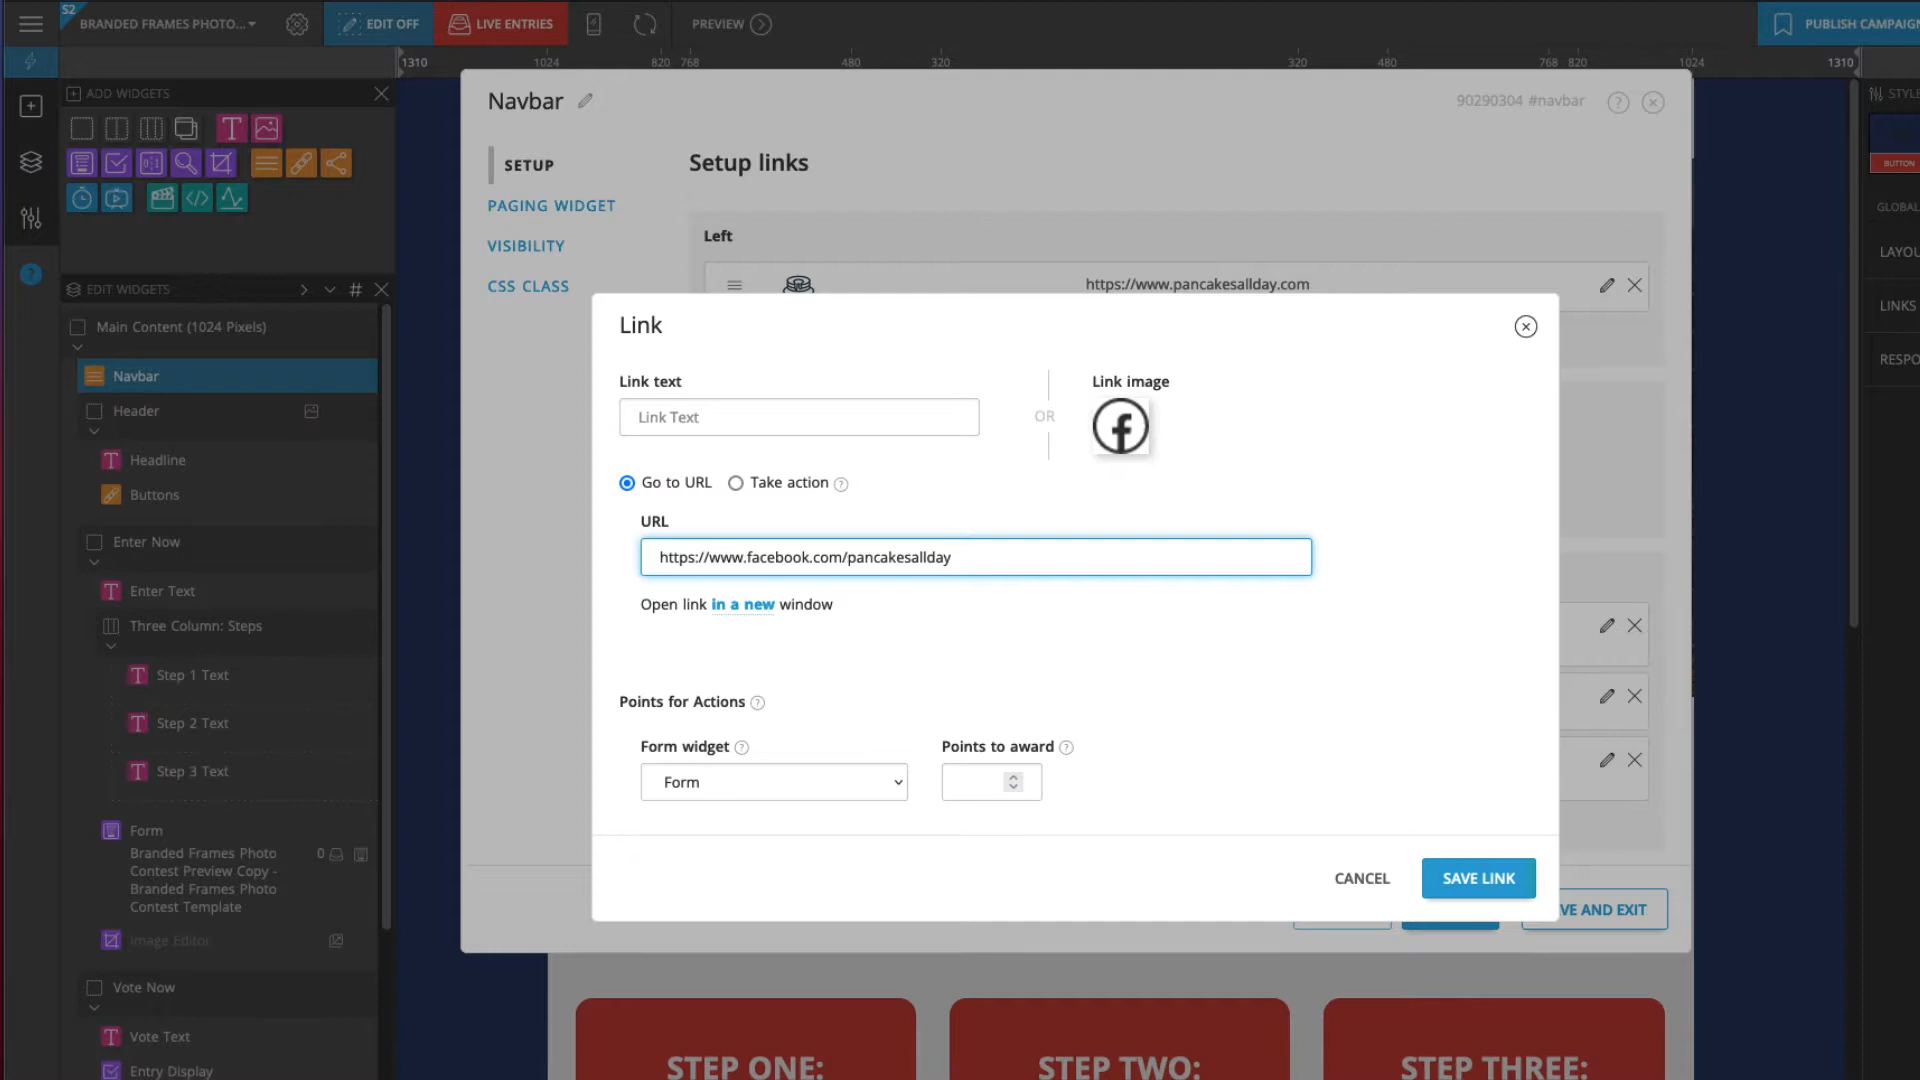 S2
BRANDED FRAMES PHOTO...
EDIT OFF
LIVE ENTRIES
PREVIEW
PUBLISH CAMPAIGN
1310 1024 820 768 480 320 320 480 768 820 1024 1310
ADD WIDGETS
EDIT WIDGETS
#
Main Content (1024 Pixels)
Navbar
Header
Headline
Buttons
Enter Now
Enter Text
Three Column: Steps
Step 1 Text
Step 2 Text
Step 3 Text
Form
Branded Frames Photo 0
Contest Preview Copy -
Branded Frames Photo
Contest Template
Image Editor
Vote Now
Vote Text
Entry Display
Navbar
90290304 #navbar
SETUP
PAGING WIDGET
VISIBILITY
CSS CLASS
Setup links
Left
https://www.pancakesallday.com
Link
Link text
Link Text
OR
Link image
Go to URL
Take action
URL
https://www.facebook.com/pancakesallday
Open link in a new window
Points for Actions
Form widget
Points to award
Form
CANCEL
SAVE LINK
VE AND EXIT
STEP ONE:
STEP TWO:
STEP THREE:
STYLE
BUTTON
GLOBAL
LAYOU
LINKS
RESPO